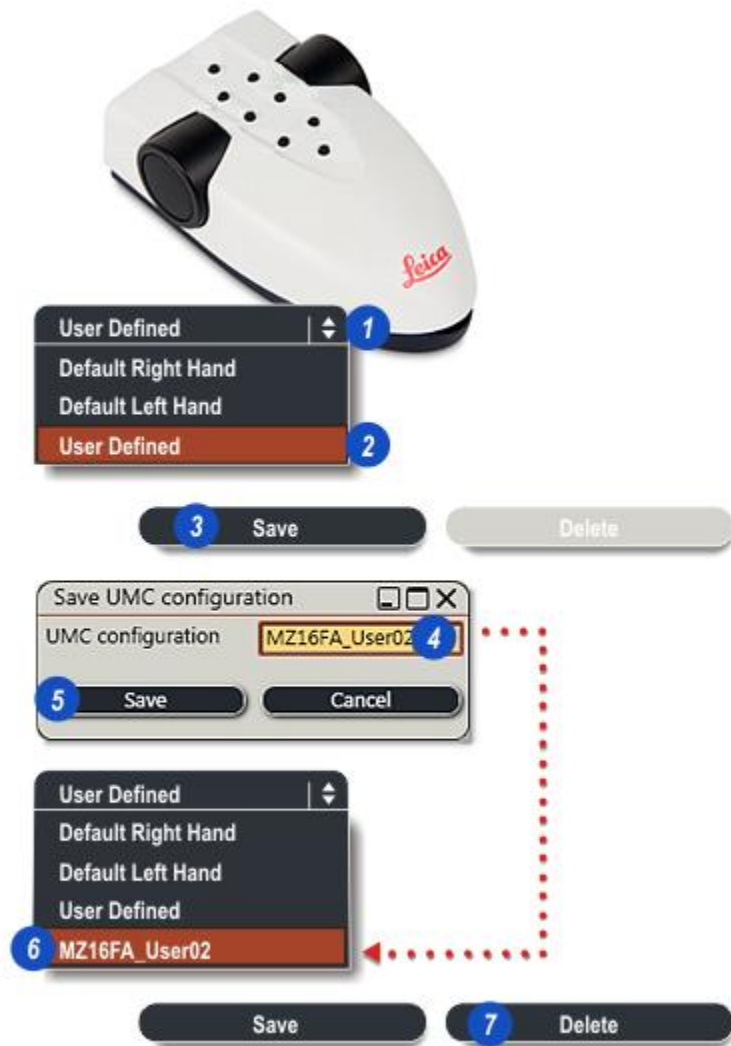 Leica
User Defined 1
Default Right Hand
Default Left Hand
User Defined 2
3 Save Delete
Save UMC configuration
UMC configuration MZ16FA_User02 4
5 Save Cancel
User Defined
Default Right Hand
Default Left Hand
User Defined
6 MZ16FA_User02
Save 7 Delete